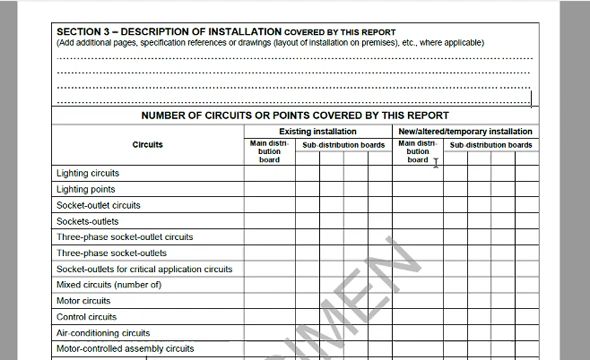 SECTION 3 – DESCRIPTION OF INSTALLATION COVERED BY THIS REPORT
(Add additional pages, specification references or drawings (layout of installation on premises), etc., where applicable)
NUMBER OF CIRCUITS OR POINTS COVERED BY THIS REPORT
Circuits
Existing installation
New/altered/temporary installation
Main distri-
bution
board
Sub-distribution boards
Main distri-
bution
board
Sub-distribution boards
Lighting circuits
Lighting points
Socket-outlet circuits
Sockets-outlets
Three-phase socket-outlet circuits
Three-phase socket-outlets
Socket-outlets for critical application circuits
Mixed circuits (number of)
Motor circuits
Control circuits
Air-conditioning circuits
Motor-controlled assembly circuits
CIMEN